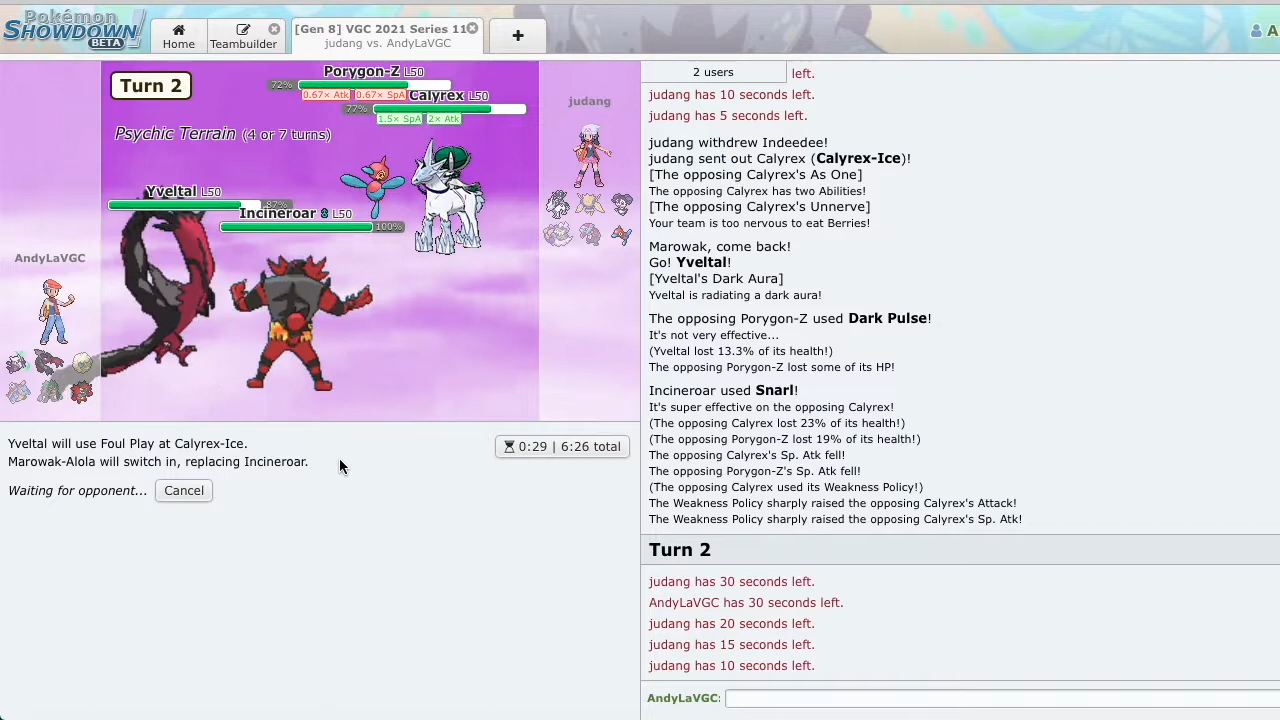 Pokémon
SHOWDOWN!
BETA
Home
Teambuilder
[Gen 8] VGC 2021 Series 11
judang vs. AndyLaVGC
+
A
Turn 2
Porygon-Z L50
72%
0.67× Atk 0.67× SpA
Calyrex L50
77%
1.5× SpA 2× Atk
Psychic Terrain (4 or 7 turns)
Yveltal L50
87%
Incineroar L50
100%
judang
AndyLaVGC
Yveltal will use Foul Play at Calyrex-Ice.
Marowak-Alola will switch in, replacing Incineroar.
Waiting for opponent... Cancel
0:29 | 6:26 total
2 users
left.
judang has 10 seconds left.
judang has 5 seconds left.
judang withdrew Indeedee!
judang sent out Calyrex (Calyrex-Ice)!
[The opposing Calyrex's As One]
The opposing Calyrex has two Abilities!
[The opposing Calyrex's Unnerve]
Your team is too nervous to eat Berries!
Marowak, come back!
Go! Yveltal!
[Yveltal's Dark Aura]
Yveltal is radiating a dark aura!
The opposing Porygon-Z used Dark Pulse!
It's not very effective...
(Yveltal lost 13.3% of its health!)
The opposing Porygon-Z lost some of its HP!
Incineroar used Snarl!
It's super effective on the opposing Calyrex!
(The opposing Calyrex lost 23% of its health!)
(The opposing Porygon-Z lost 19% of its health!)
The opposing Calyrex's Sp. Atk fell!
The opposing Porygon-Z's Sp. Atk fell!
(The opposing Calyrex used its Weakness Policy!)
The Weakness Policy sharply raised the opposing Calyrex's Attack!
The Weakness Policy sharply raised the opposing Calyrex's Sp. Atk!
Turn 2
judang has 30 seconds left.
AndyLaVGC has 30 seconds left.
judang has 20 seconds left.
judang has 15 seconds left.
judang has 10 seconds left.
AndyLaVGC: